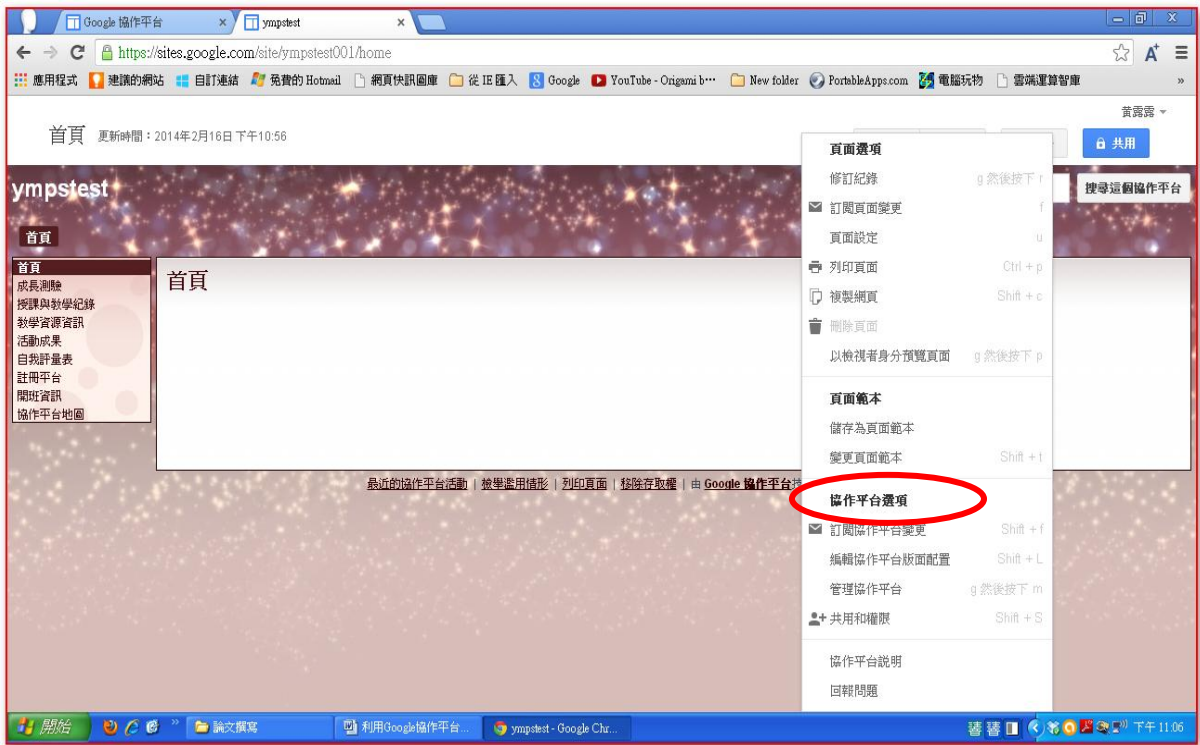 Google 協作平台 ×
ympstest ×
https://sites.google.com/site/ympstest001/home
應用程式 建議的網站 自訂連結 免費的 Hotmail 網頁快訊圖庫 從 IE 匯入 Google YouTube - Origami b… New folder PortableApps.com 電腦玩物 雲端運算智庫 »
黃露露
首頁 更新時間：2014年2月16日 下午10:56
共用
ympstest
搜尋這個協作平台
首頁
首頁
成長測驗
授課與教學紀錄
教學資源資訊
活動成果
自我評量表
註冊平台
開班資訊
協作平台地圖
首頁
最近的協作平台活動 | 檢舉濫用情形 | 列印頁面 | 移除存取權 | 由 Google 協作平台
頁面選項
修訂紀錄 g 然後按下 r
訂閱頁面變更 f
頁面設定 u
列印頁面 Ctrl + p
複製網頁 Shift + c
刪除頁面
以檢視者身分預覽頁面 g 然後按下 p
頁面範本
儲存為頁面範本
變更頁面範本 Shift + t
協作平台選項
訂閱協作平台變更 Shift + f
編輯協作平台版面配置 Shift + L
管理協作平台 g 然後按下 m
共用和權限 Shift + S
協作平台說明
回報問題
開始 » 論文撰寫 利用Google協作平台... ympstest - Google Chr... 下午 11:06